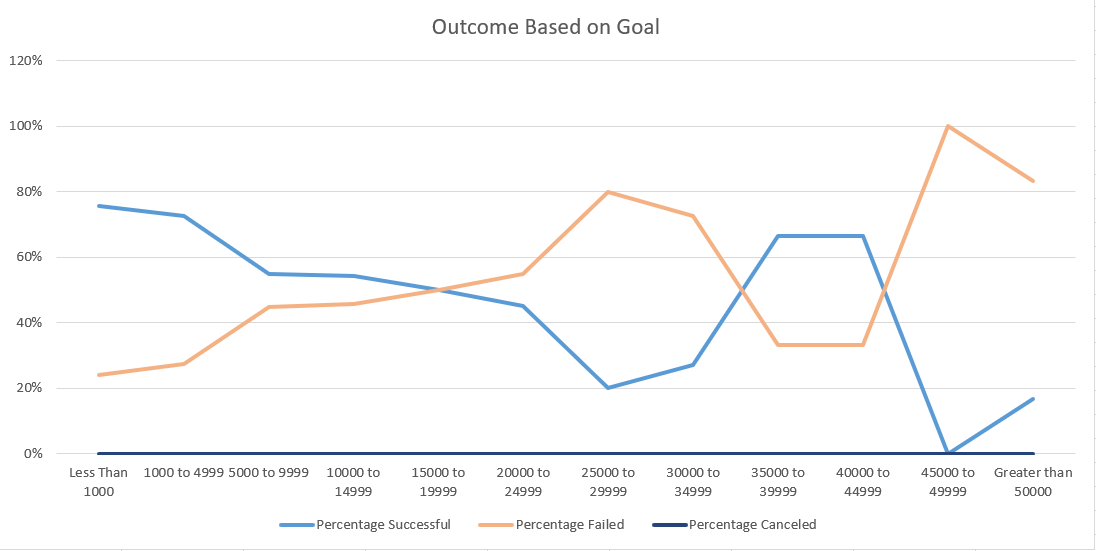 Outcome Based on Goal
120%
100%
80%
60%
40%
20%
0%
Less Than
1000
1000 to 4999
5000 to 9999
10000 to
14999
15000 to
19999
20000 to
24999
25000 to
29999
30000 to
34999
35000 to
39999
40000 to
44999
45000 to
49999
Greater than
50000
Percentage Successful
Percentage Failed
Percentage Canceled